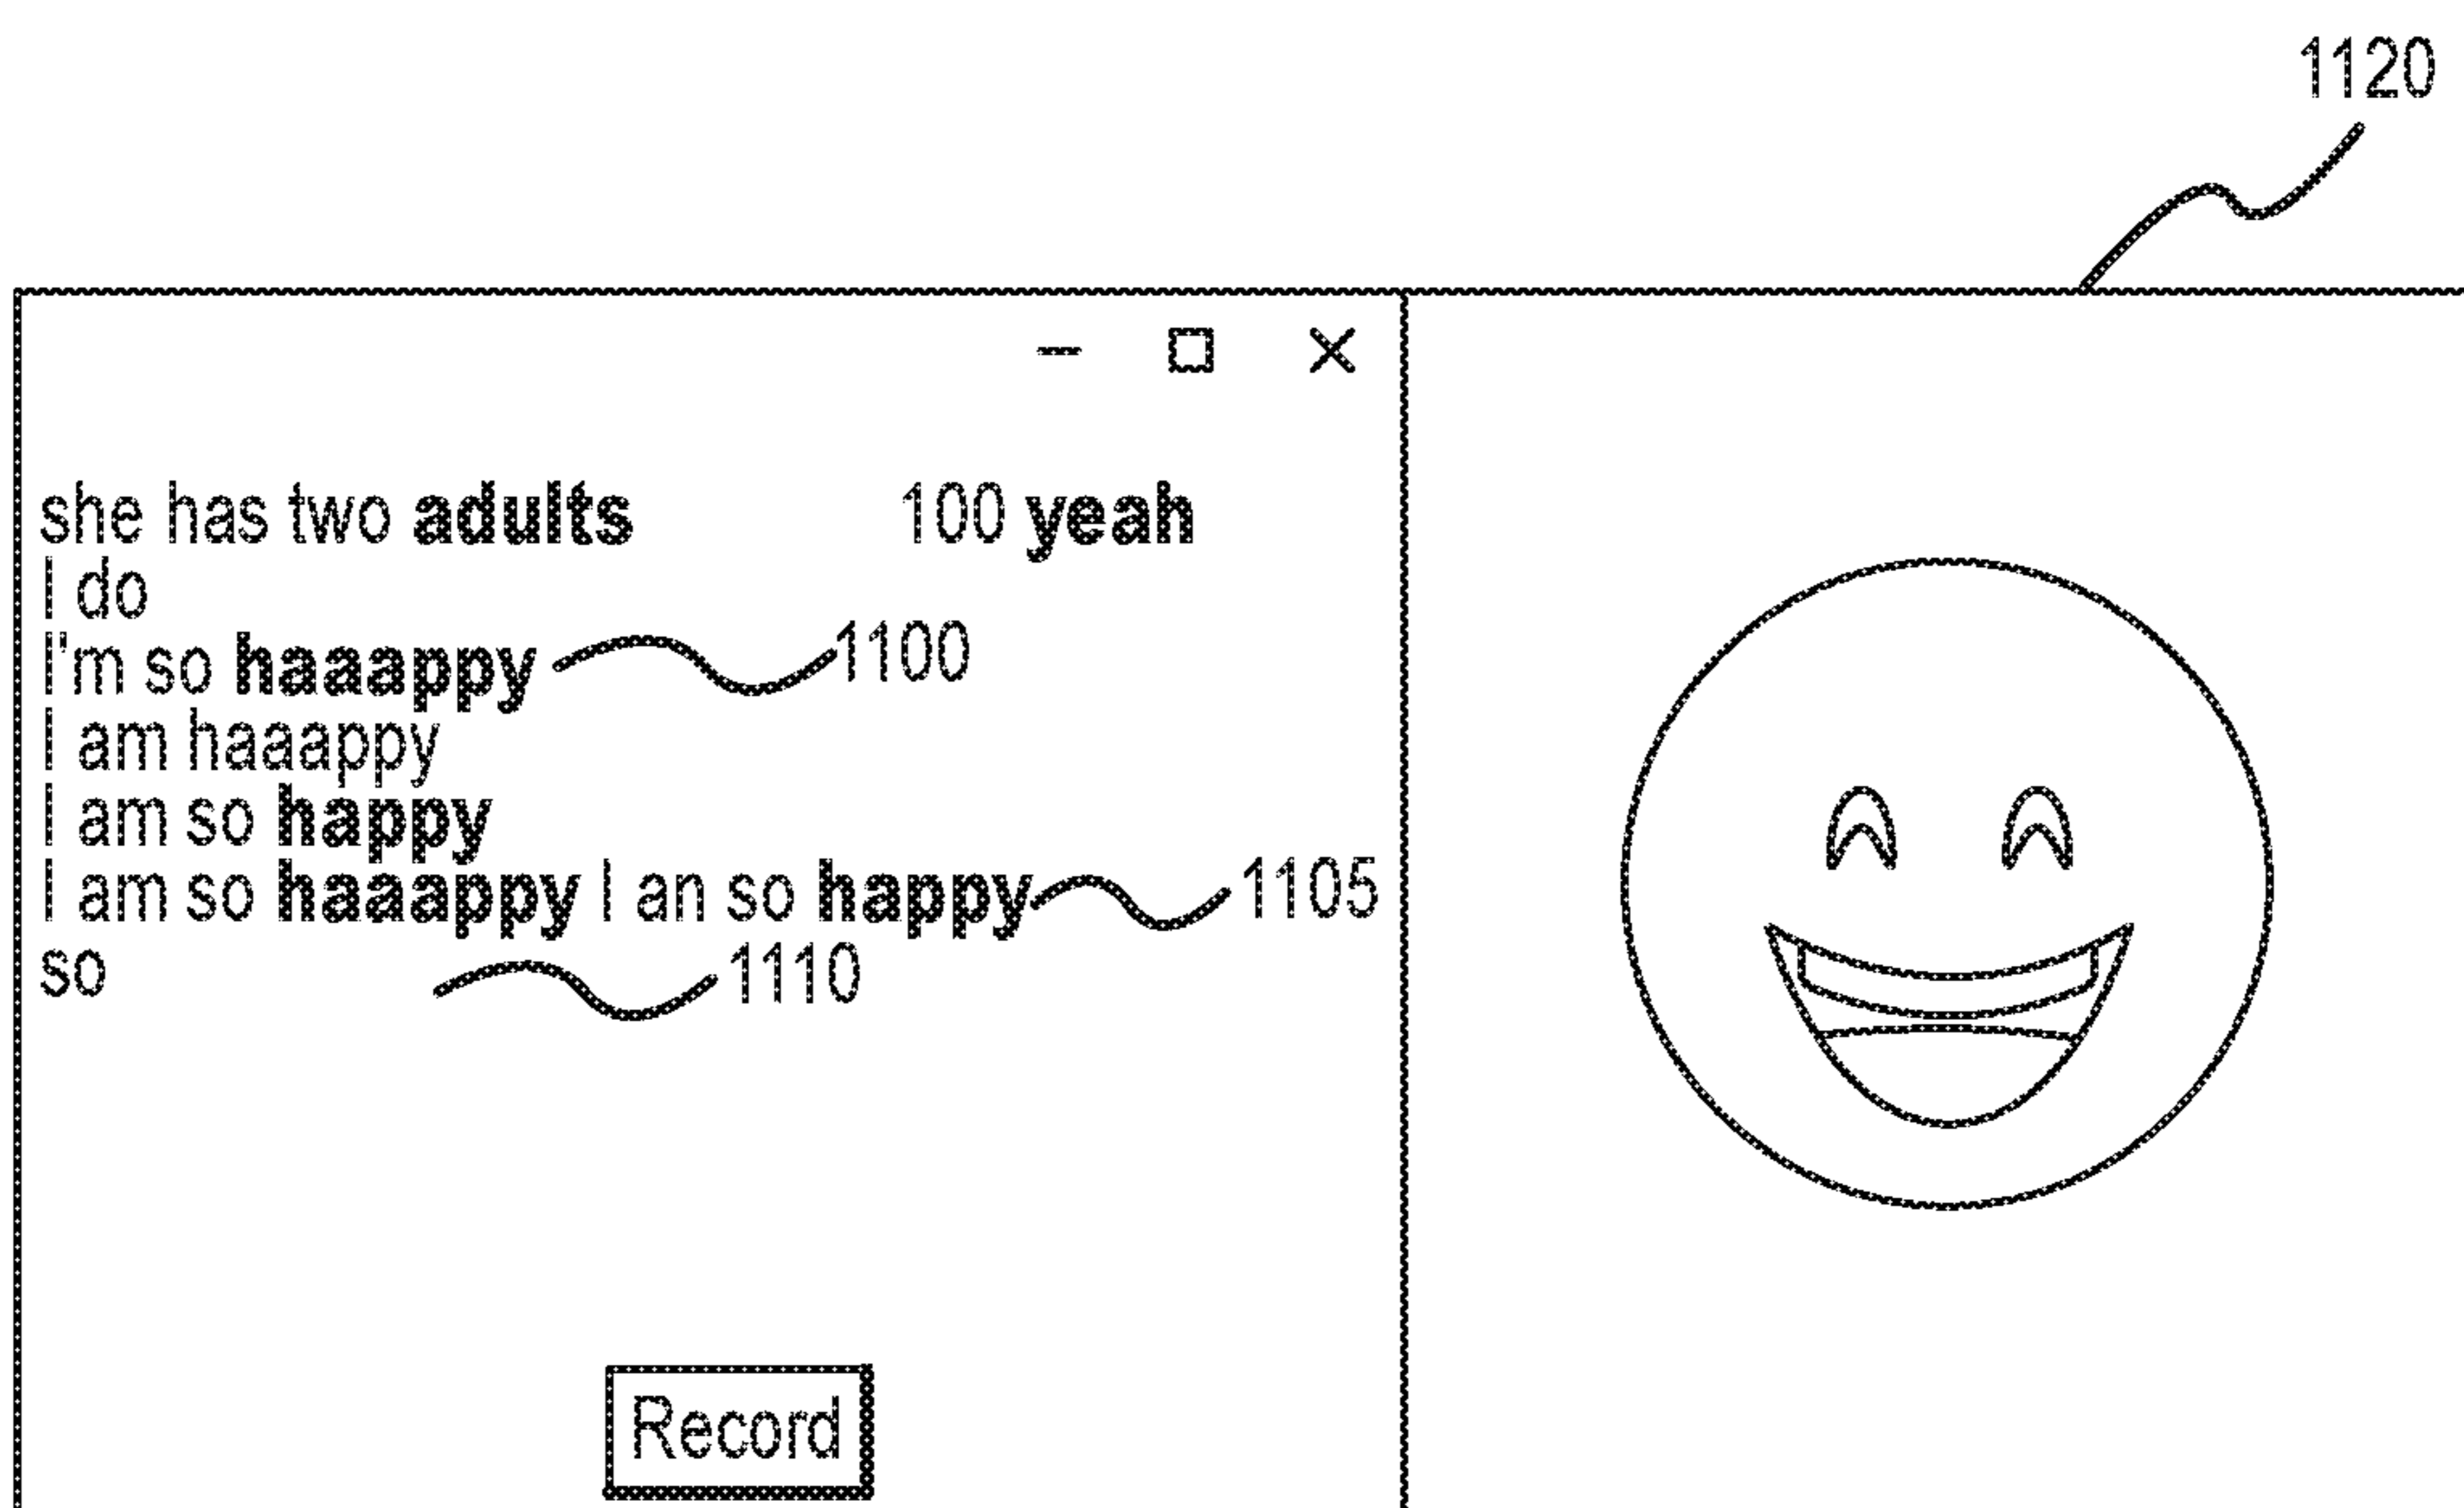 1120
she has two adults 100 yeah
I do
I'm so haaappy 1100
I am haaappy
I am so happy
I am so haaappy I an so happy 1105
so 1110
Record